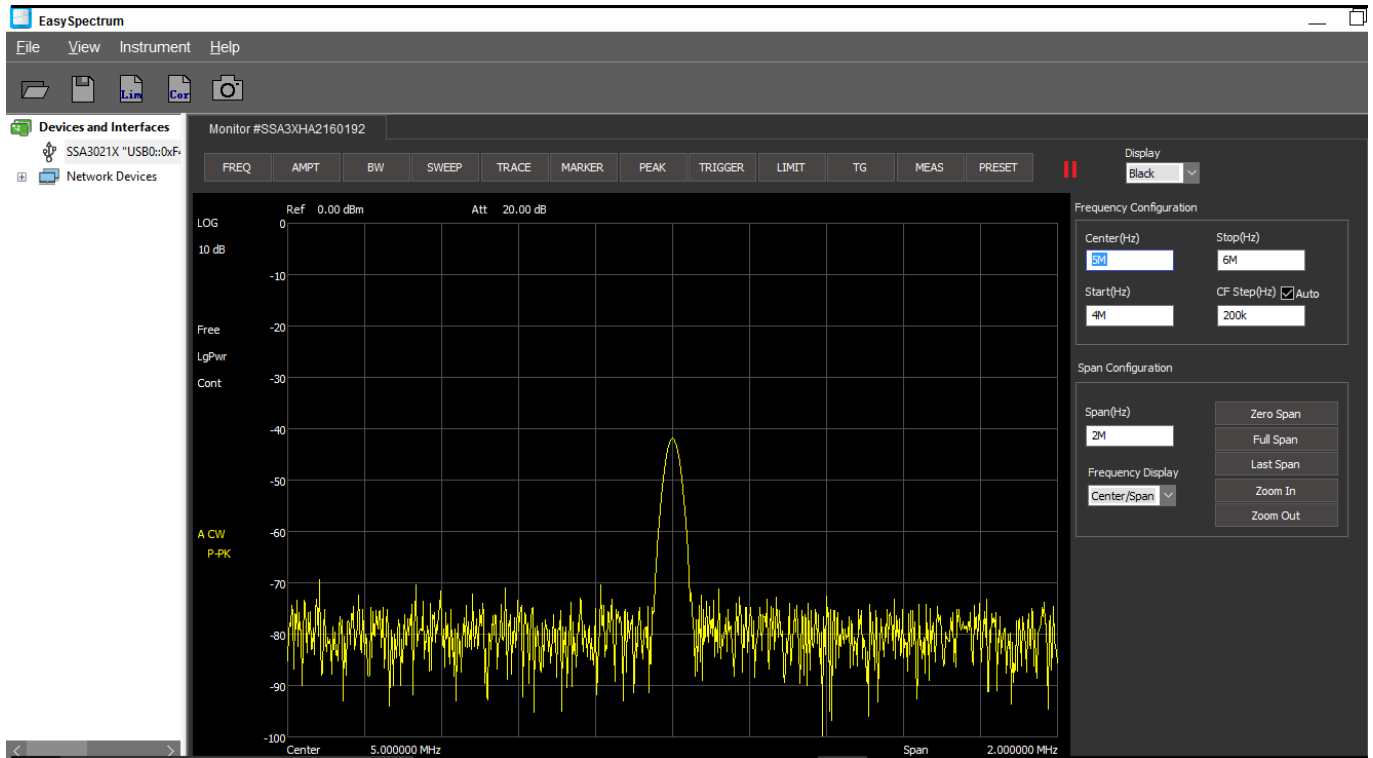 EasySpectrum
File View Instrument Help
Lim Cor
Devices and Interfaces
SSA3021X "USB0::0xF4
Network Devices
Monitor #SSA3XHA2160192
FREQ AMPT BW SWEEP TRACE MARKER PEAK TRIGGER LIMIT TG MEAS PRESET
Display
Black
Ref 0.00 dBm Att 20.00 dB
LOG
10 dB
Free
LgPwr
Cont
A CW
P-PK
0
-10
-20
-30
-40
-50
-60
-70
-80
-90
-100
Center 5.000000 MHz Span 2.000000 MHz
Frequency Configuration
Center(Hz) Stop(Hz)
5M 6M
Start(Hz) CF Step(Hz) Auto
4M 200k
Span Configuration
Span(Hz)
2M
Frequency Display
Center/Span
Zero Span
Full Span
Last Span
Zoom In
Zoom Out